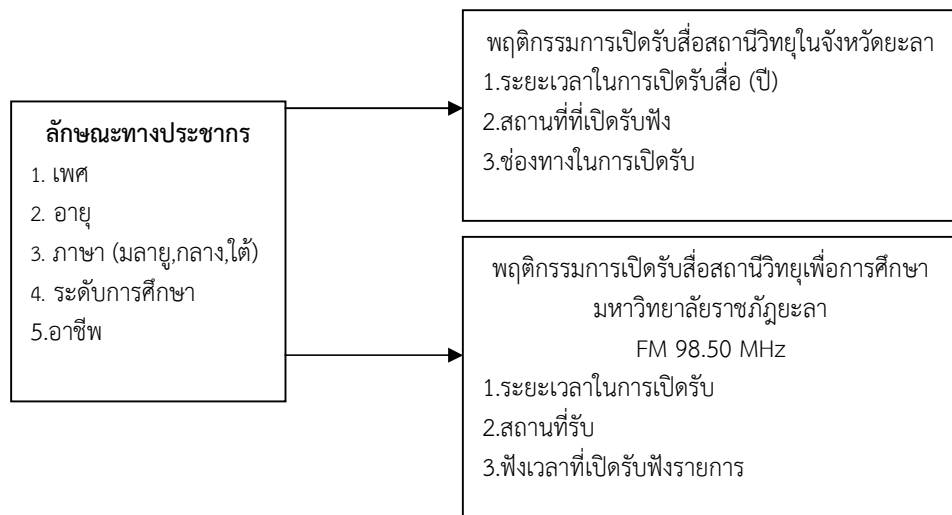 ลักษณะทางประชากร
1. เพศ
2. อายุ
3. ภาษา (มลายู,กลาง,ใต้)
4. ระดับการศึกษา
5.อาชีพ
พฤติกรรมการเปิดรับสื่อสถานีวิทยุในจังหวัดยะลา
1.ระยะเวลาในการเปิดรับสื่อ (ปี)
2.สถานที่ที่เปิดรับฟัง
3.ช่องทางในการเปิดรับ
พฤติกรรมการเปิดรับสื่อสถานีวิทยุเพื่อการศึกษา
มหาวิทยาลัยราชภัฏยะลา
FM 98.50 MHz
1.ระยะเวลาในการเปิดรับ
2.สถานที่รับ
3.ฟังเวลาที่เปิดรับฟังรายการ